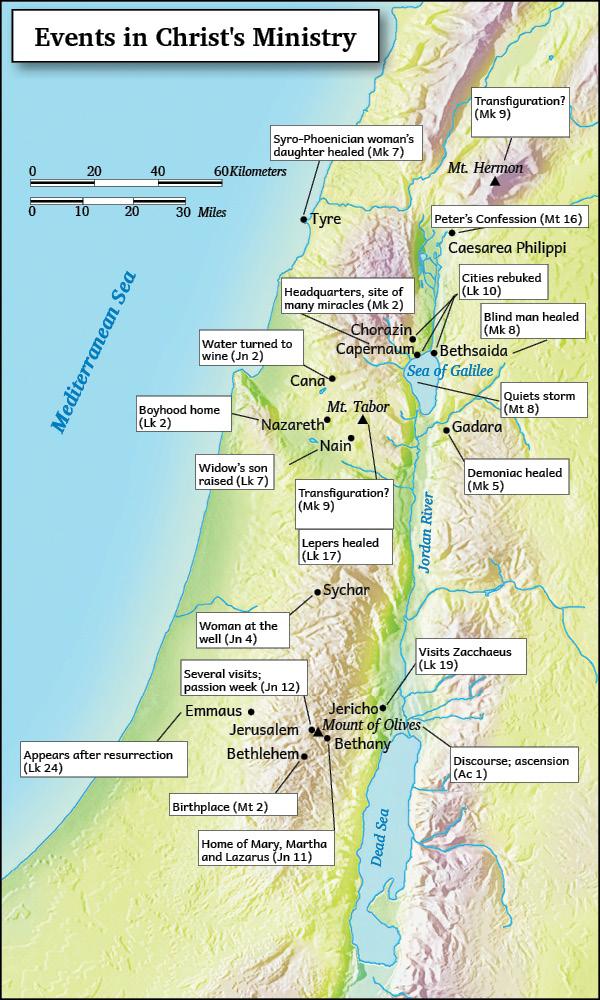 Events in Christ's Ministry
Transfiguration?
(Mk 9)
Syro-Phoenician woman's
daughter healed (Mk 7)
Mt. Hermon
0 20 40 60 Kilometers
0 10 20 30 Miles
Tyre
Peter's Confession (Mt 16)
Caesarea Philippi
Cities rebuked
(Lk 10)
Headquarters, site of
many miracles (Mk 2)
Blind man healed
(Mk 8)
Mediterranean Sea
Chorazin
Capernaum
Bethsaida
Water turned to
wine (Jn 2)
Sea of Galilee
Cana
Quiets storm
(Mt 8)
Boyhood home
(Lk 2)
Mt. Tabor
Nazareth
Gadara
Nain
Widow's son
raised (Lk 7)
Demoniac healed
(Mk 5)
Transfiguration?
(Mk 9)
Jordan River
Lepers healed
(Lk 17)
Sychar
Woman at the
well (Jn 4)
Visits Zacchaeus
(Lk 19)
Several visits;
passion week (Jn 12)
Jericho
Emmaus
Mount of Olives
Jerusalem
Bethany
Bethlehem
Appears after resurrection
(Lk 24)
Discourse; ascension
(Ac 1)
Birthplace (Mt 2)
Dead Sea
Home of Mary, Martha
and Lazarus (Jn 11)